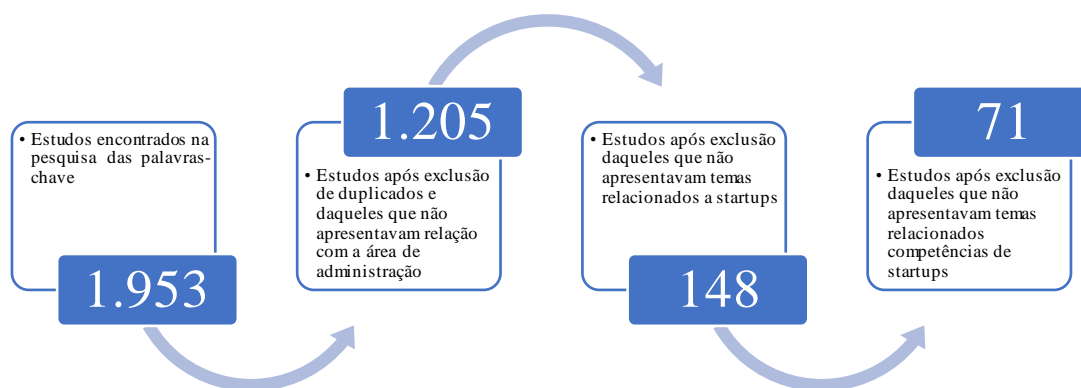 • Estudos encontrados na
pesquisa das palavras-
chave
1.953
1.205
• Estudos após exclusão
de duplicados e
daqueles que não
apresentavam relação
com a área de
administração
• Estudos após exclusão
daqueles que não
apresentavam temas
relacionados a startups
148
71
• Estudos após exclusão
daqueles que não
apresentavam temas
relacionados
competências de
startups